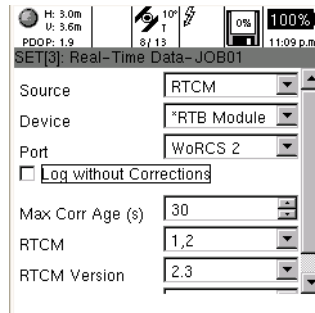 H: 3.0m
V: 3.6m
PDOP: 1.9
10°
T
8/13
0%
100%
11:09 p.m
SET[3]: Real-Time Data-JOB01
Source RTCM
Device *RTB Module
Port WoRCS 2
Log without Corrections
Max Corr Age (s) 30
RTCM 1,2
RTCM Version 2.3